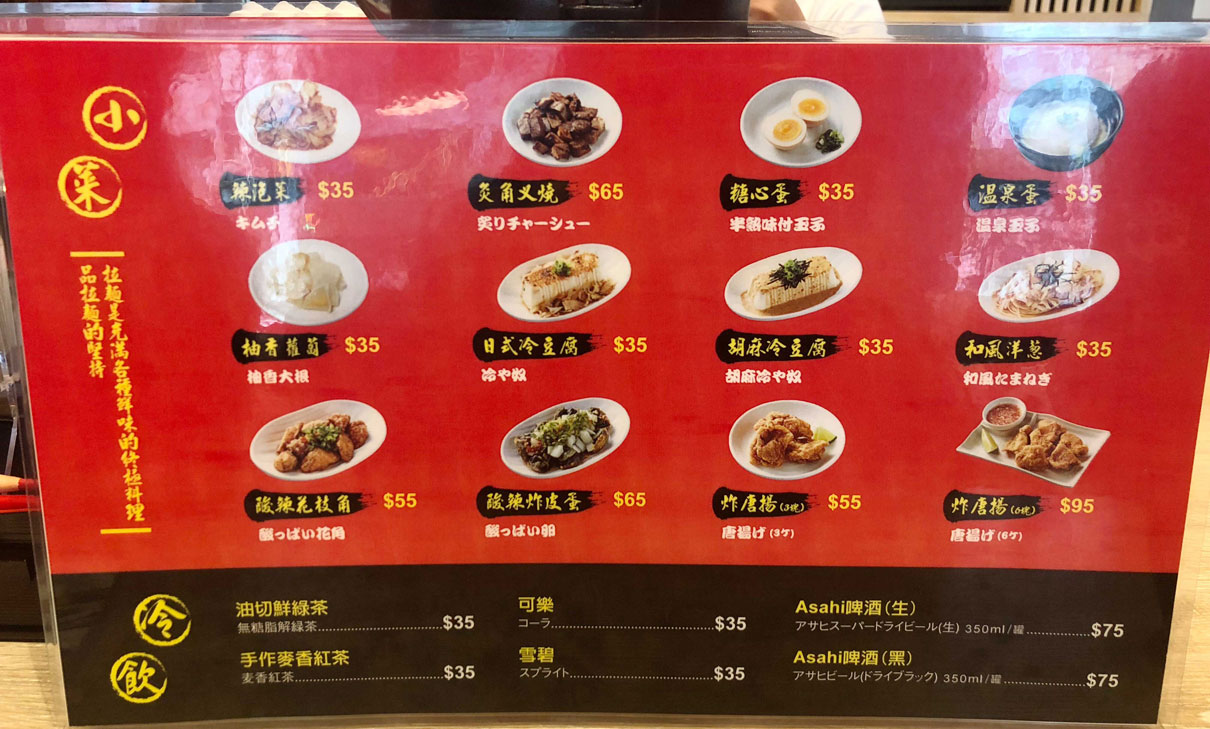 小菜
拉麵是充滿各種鮮味的終極料理
品拉麵的堅持
辣泡菜 $35
キムチ
炙角叉燒 $65
炙りチャーシュー
糖心蛋 $35
半熟味付玉子
溫泉蛋 $35
温泉玉子
柚香蘿蔔 $35
柚香大根
日式冷豆腐 $35
冷や奴
胡麻冷豆腐 $35
胡麻冷や奴
和風洋蔥 $35
和風たまねぎ
酸辣花枝角 $55
酸っぱい花角
酸辣炸皮蛋 $65
酸っぱい卵
炸唐揚(3塊) $55
唐揚げ(3ケ)
炸唐揚(6塊) $95
唐揚げ(6ケ)
冷飲
油切鮮綠茶
無糖脂解緑茶 $35
手作麥香紅茶
麦香紅茶 $35
可樂
コーラ $35
雪碧
スプライト $35
Asahi啤酒(生)
アサヒスーパードライビール(生) 350ml/罐 $75
Asahi啤酒(黑)
アサヒビール(ドライブラック) 350ml/罐 $75